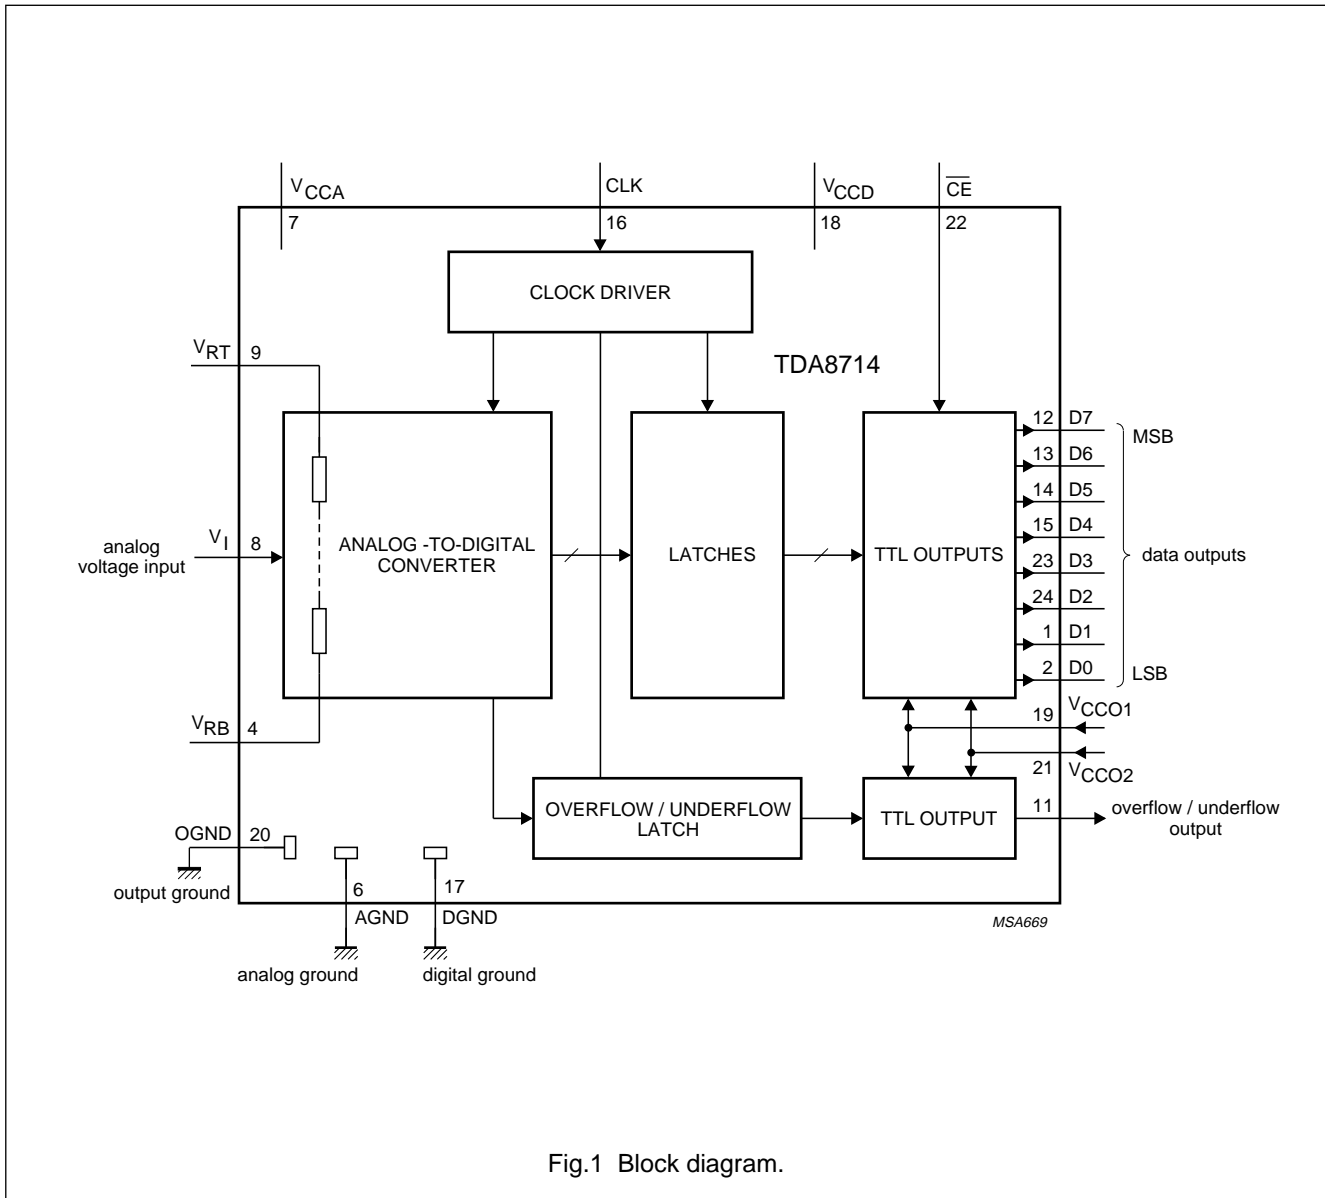 VCCA
CLK
VCCD
CE
7
16
18
22
CLOCK DRIVER
TDA8714
VRT
9
12 D7
MSB
13 D6
14 D5
15 D4
23 D3
24 D2
1 D1
2 D0
LSB
data outputs
analog
voltage input
VI
8
ANALOG -TO-DIGITAL
CONVERTER
LATCHES
TTL OUTPUTS
VRB
4
19
VCCO1
21
VCCO2
OVERFLOW / UNDERFLOW
LATCH
TTL OUTPUT
11
overflow / underflow
output
OGND
20
output ground
6
17
AGND
DGND
analog ground
digital ground
MSA669
Fig.1 Block diagram.